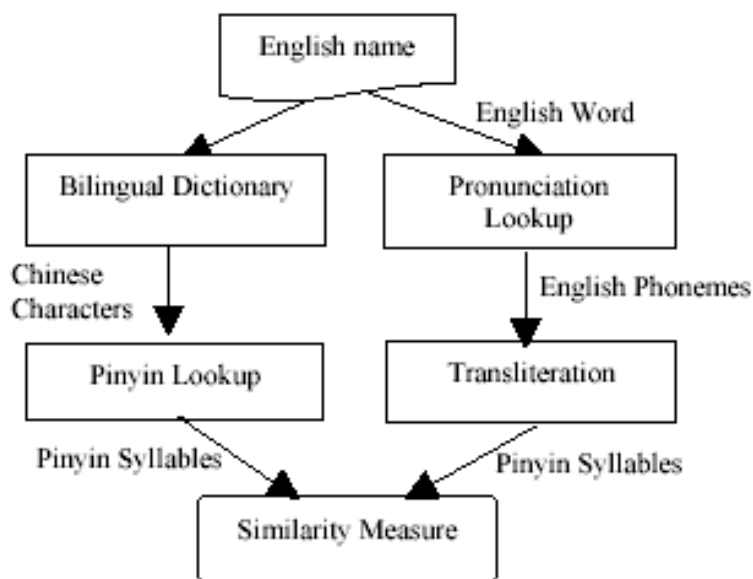 English name
English Word
Bilingual Dictionary
Pronunciation
Lookup
Chinese
Characters
English Phonemes
Pinyin Lookup
Transliteration
Pinyin Syllables
Pinyin Syllables
Similarity Measure